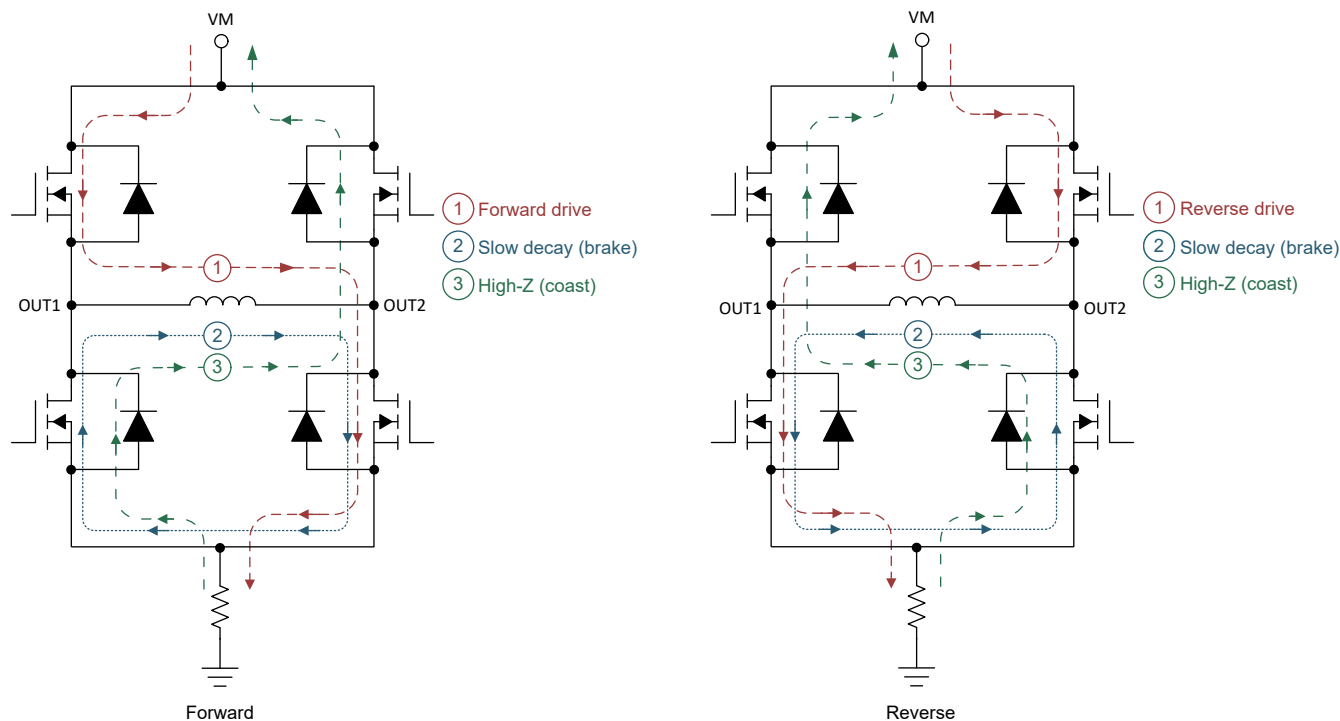 VM
1 Forward drive
2 Slow decay (brake)
3 High-Z (coast)
1
OUT1
OUT2
2
3
Forward
VM
1 Reverse drive
2 Slow decay (brake)
3 High-Z (coast)
1
OUT1
OUT2
2
3
Reverse